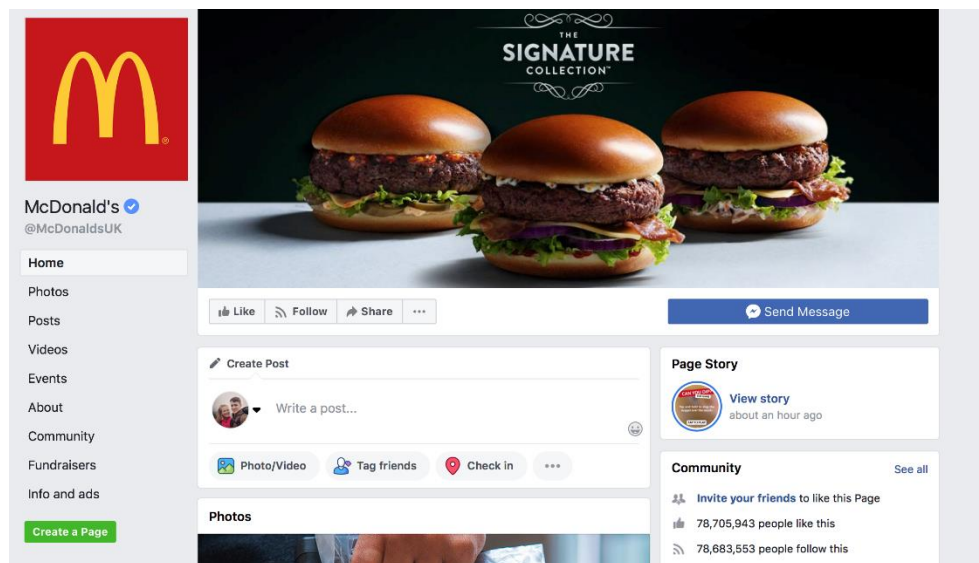 THE
SIGNATURE
COLLECTION™
McDonald's
@McDonaldsUK
Home
Photos
Posts
Videos
Events
About
Community
Fundraisers
Info and ads
Create a Page
Like
Follow
Share
Send Message
Create Post
Write a post...
Photo/Video
Tag friends
Check in
Photos
Page Story
View story
about an hour ago
Community
See all
Invite your friends to like this Page
78,705,943 people like this
78,683,553 people follow this